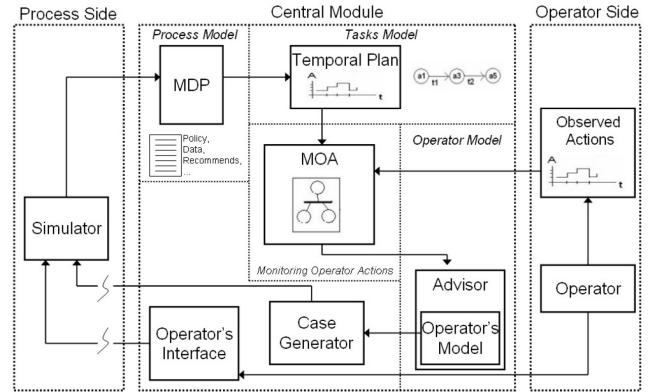 Process Side
Central Module
Operator Side
Process Model
Tasks Model
MDP
Temporal Plan
A
t
a1
a3
a5
t1
t2
Policy,
Data,
Recommends,
...
Operator Model
Observed
Actions
A
t
MOA
Simulator
Monitoring Operator Actions
Advisor
Operator's
Model
Operator
Case
Generator
Operator's
Interface